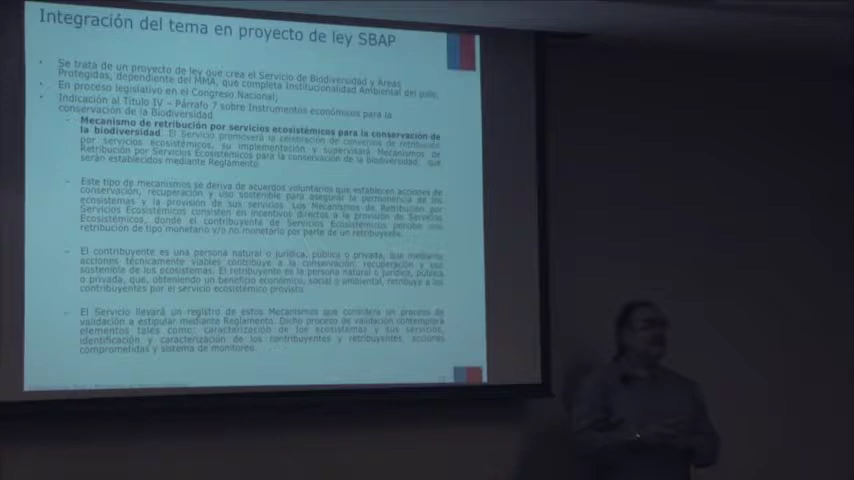 Integración del tema en proyecto de ley SBAP
Se trata de un proyecto de ley que crea el Servicio de Biodiversidad y Areas
Protegidas, dependiente del MMA, que completa Institucionalidad Ambiental del país.
En proceso legislativo en el Congreso Nacional;
Indicación al Titulo IV – Párrafo 7 sobre Instrumentos económicos para la
conservación de la Biodiversidad
– Mecanismo de retribución por servicios ecosistémicos para la conservación de
la biodiversidad. El Servicio promoverá la celebración de convenios de retribución
por servicios ecosistémicos, su implementación y supervisará Mecanismos de
Retribución por Servicios Ecosistémicos para la conservación de la biodiversidad, que
serán establecidos mediante Reglamento.
– Este tipo de mecanismos se deriva de acuerdos voluntarios que establecen acciones de
conservación, recuperación y uso sostenible para asegurar la permanencia de los
ecosistemas y la provisión de sus servicios. Los Mecanismos de Retribución por
Servicios Ecosistémicos consisten en incentivos directos a la provisión de Servicios
Ecosistémicos, donde el contribuyente de Servicios Ecosistémicos percibe una
retribución de tipo monetario y/o no monetario por parte de un retribuyente.
– El contribuyente es una persona natural o jurídica, pública o privada, que mediante
acciones técnicamente viables contribuye a la conservación, recuperación y uso
sostenible de los ecosistemas. El retribuyente es la persona natural o jurídica, pública
o privada, que, obteniendo un beneficio económico, social y ambiental, retribuye a los
contribuyentes por el servicio ecosistémico provisto.
– El Servicio llevará un registro de estos Mecanismos que considera un proceso de
validación a estipular mediante Reglamento. Dicho proceso de validación contemplará
elementos tales como: caracterización de los ecosistemas y sus servicios,
identificación y caracterización de los contribuyentes y retribuyentes, acciones
comprometidas y sistema de monitoreo.